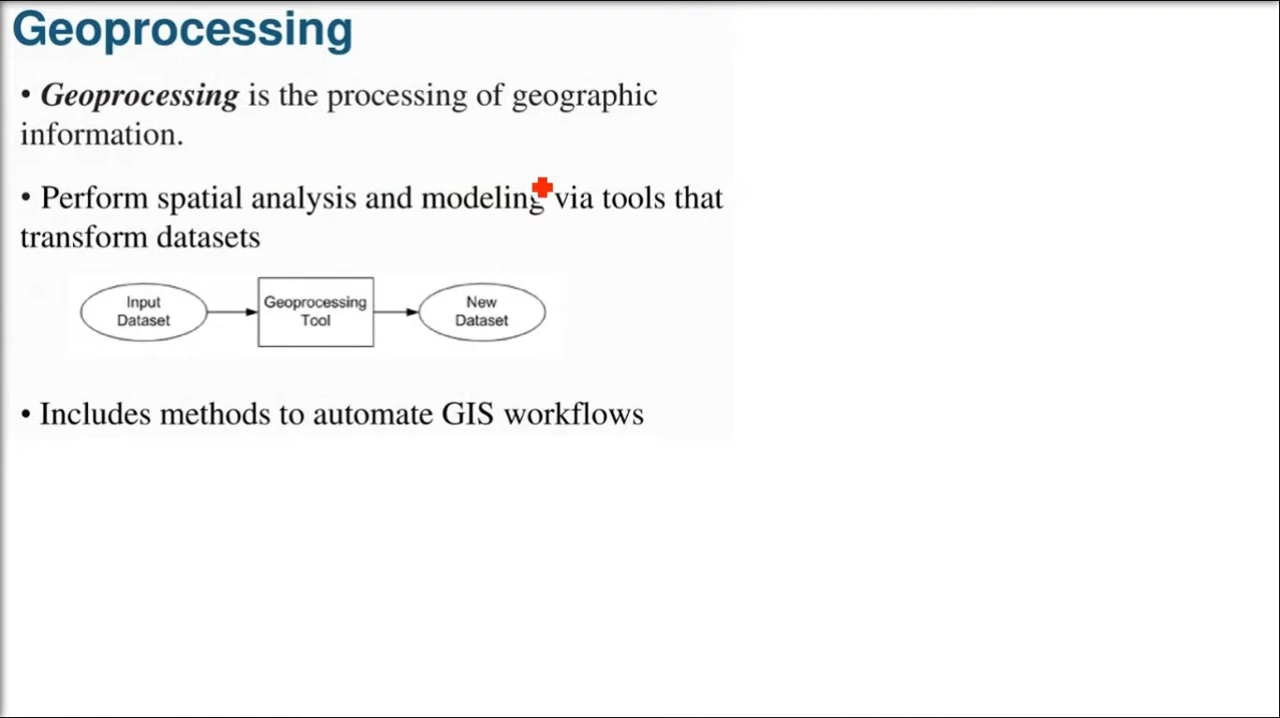 Geoprocessing
• Geoprocessing is the processing of geographic
information.
• Perform spatial analysis and modeling via tools that
transform datasets
Input
Dataset
Geoprocessing
Tool
New
Dataset
• Includes methods to automate GIS workflows